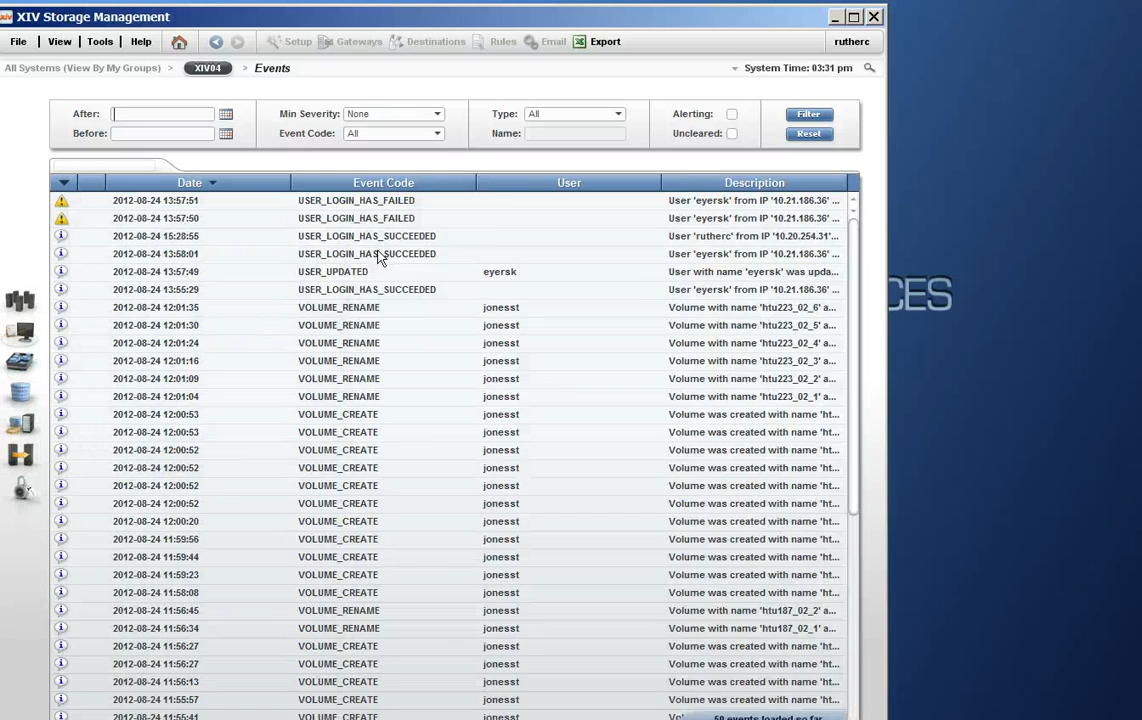 XIV Storage Management
File View Tools Help Setup Gateways Destinations Rules Email Export rutherc
All Systems (View By My Groups) > XIV04 > Events System Time: 03:31 pm
After: Min Severity: None Type: All Alerting: Filter
Before: Event Code: All Name: Uncleared: Reset
Date Event Code User Description
2012-08-24 13:57:51 USER_LOGIN_HAS_FAILED User 'eyersk' from IP '10.21.186.36' ...
2012-08-24 13:57:50 USER_LOGIN_HAS_FAILED User 'eyersk' from IP '10.21.186.36' ...
2012-08-24 15:28:55 USER_LOGIN_HAS_SUCCEEDED User 'rutherc' from IP '10.20.254.31'...
2012-08-24 13:58:01 USER_LOGIN_HAS_SUCCEEDED User 'eyersk' from IP '10.21.186.36' ...
2012-08-24 13:57:49 USER_UPDATED eyersk User with name 'eyersk' was upda...
2012-08-24 13:55:29 USER_LOGIN_HAS_SUCCEEDED User 'eyersk' from IP '10.21.186.36' ...
2012-08-24 12:01:35 VOLUME_RENAME jonesst Volume with name 'htu223_02_6' a...
2012-08-24 12:01:30 VOLUME_RENAME jonesst Volume with name 'htu223_02_5' a...
2012-08-24 12:01:24 VOLUME_RENAME jonesst Volume with name 'htu223_02_4' a...
2012-08-24 12:01:16 VOLUME_RENAME jonesst Volume with name 'htu223_02_3' a...
2012-08-24 12:01:09 VOLUME_RENAME jonesst Volume with name 'htu223_02_2' a...
2012-08-24 12:01:04 VOLUME_RENAME jonesst Volume with name 'htu223_02_1' a...
2012-08-24 12:00:53 VOLUME_CREATE jonesst Volume was created with name 'ht...
2012-08-24 12:00:53 VOLUME_CREATE jonesst Volume was created with name 'ht...
2012-08-24 12:00:52 VOLUME_CREATE jonesst Volume was created with name 'ht...
2012-08-24 12:00:52 VOLUME_CREATE jonesst Volume was created with name 'ht...
2012-08-24 12:00:52 VOLUME_CREATE jonesst Volume was created with name 'ht...
2012-08-24 12:00:52 VOLUME_CREATE jonesst Volume was created with name 'ht...
2012-08-24 12:00:20 VOLUME_CREATE jonesst Volume was created with name 'ht...
2012-08-24 11:59:56 VOLUME_CREATE jonesst Volume was created with name 'ht...
2012-08-24 11:59:44 VOLUME_CREATE jonesst Volume was created with name 'ht...
2012-08-24 11:59:23 VOLUME_CREATE jonesst Volume was created with name 'ht...
2012-08-24 11:58:08 VOLUME_CREATE jonesst Volume was created with name 'ht...
2012-08-24 11:56:45 VOLUME_RENAME jonesst Volume with name 'htu187_02_2' a...
2012-08-24 11:56:34 VOLUME_RENAME jonesst Volume with name 'htu187_02_1' a...
2012-08-24 11:56:27 VOLUME_CREATE jonesst Volume was created with name 'ht...
2012-08-24 11:56:27 VOLUME_CREATE jonesst Volume was created with name 'ht...
2012-08-24 11:56:13 VOLUME_CREATE jonesst Volume was created with name 'ht...
2012-08-24 11:55:57 VOLUME_CREATE jonesst Volume was created with name 'ht...
2012-08-24 11:55:41 VOLUME_CREATE jonesst events loaded so far
CES